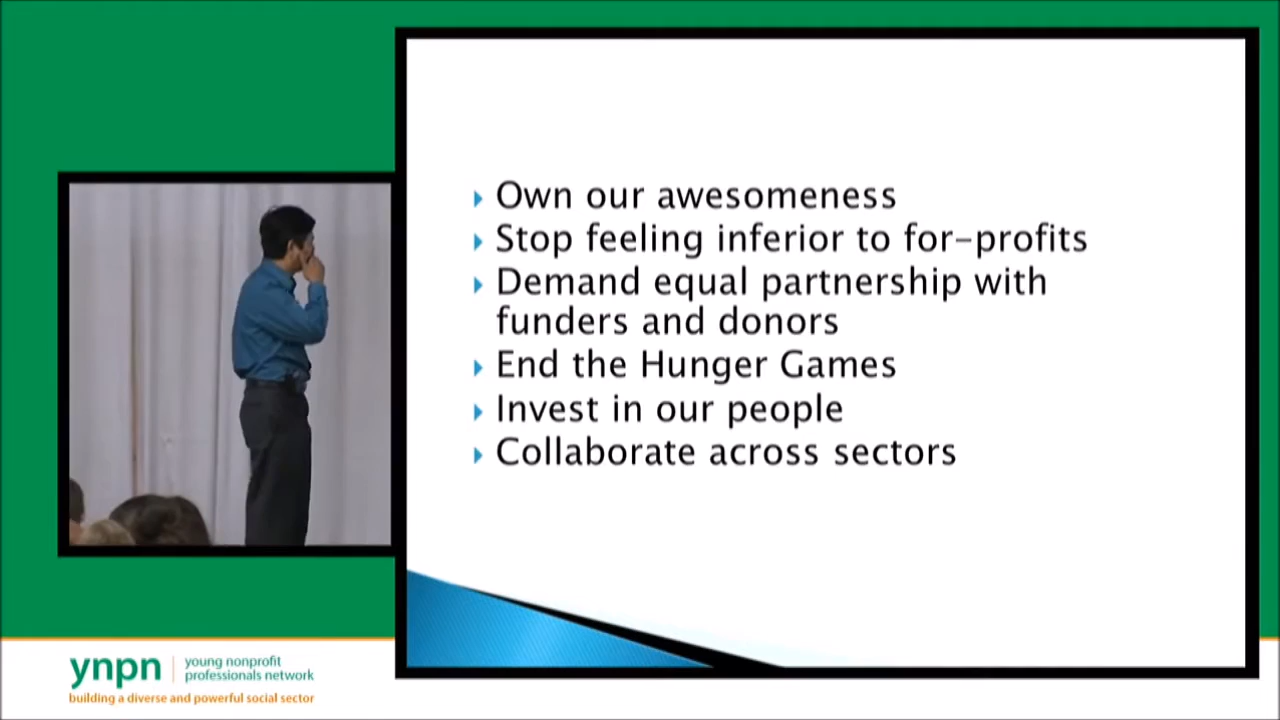 Own our awesomeness
Stop feeling inferior to for-profits
Demand equal partnership with
funders and donors
End the Hunger Games
Invest in our people
Collaborate across sectors
ynpn
young nonprofit
professionals network
building a diverse and powerful social sector